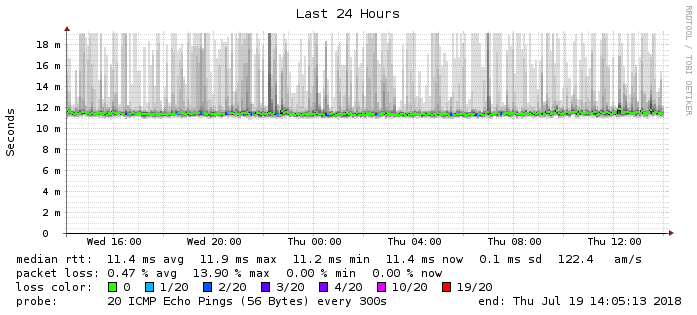 Last 24 Hours
RRDTOOL / TOBI OETIKER
Seconds
18 m
16 m
14 m
12 m
10 m
8 m
6 m
4 m
2 m
0
Wed 16:00 Wed 20:00 Thu 00:00 Thu 04:00 Thu 08:00 Thu 12:00
median rtt: 11.4 ms avg 11.9 ms max 11.2 ms min 11.4 ms now 0.1 ms sd 122.4 am/s
packet loss: 0.47 % avg 13.90 % max 0.00 % min 0.00 % now
loss color: 0 1/20 2/20 3/20 4/20 10/20 19/20
probe: 20 ICMP Echo Pings (56 Bytes) every 300s end: Thu Jul 19 14:05:13 2018